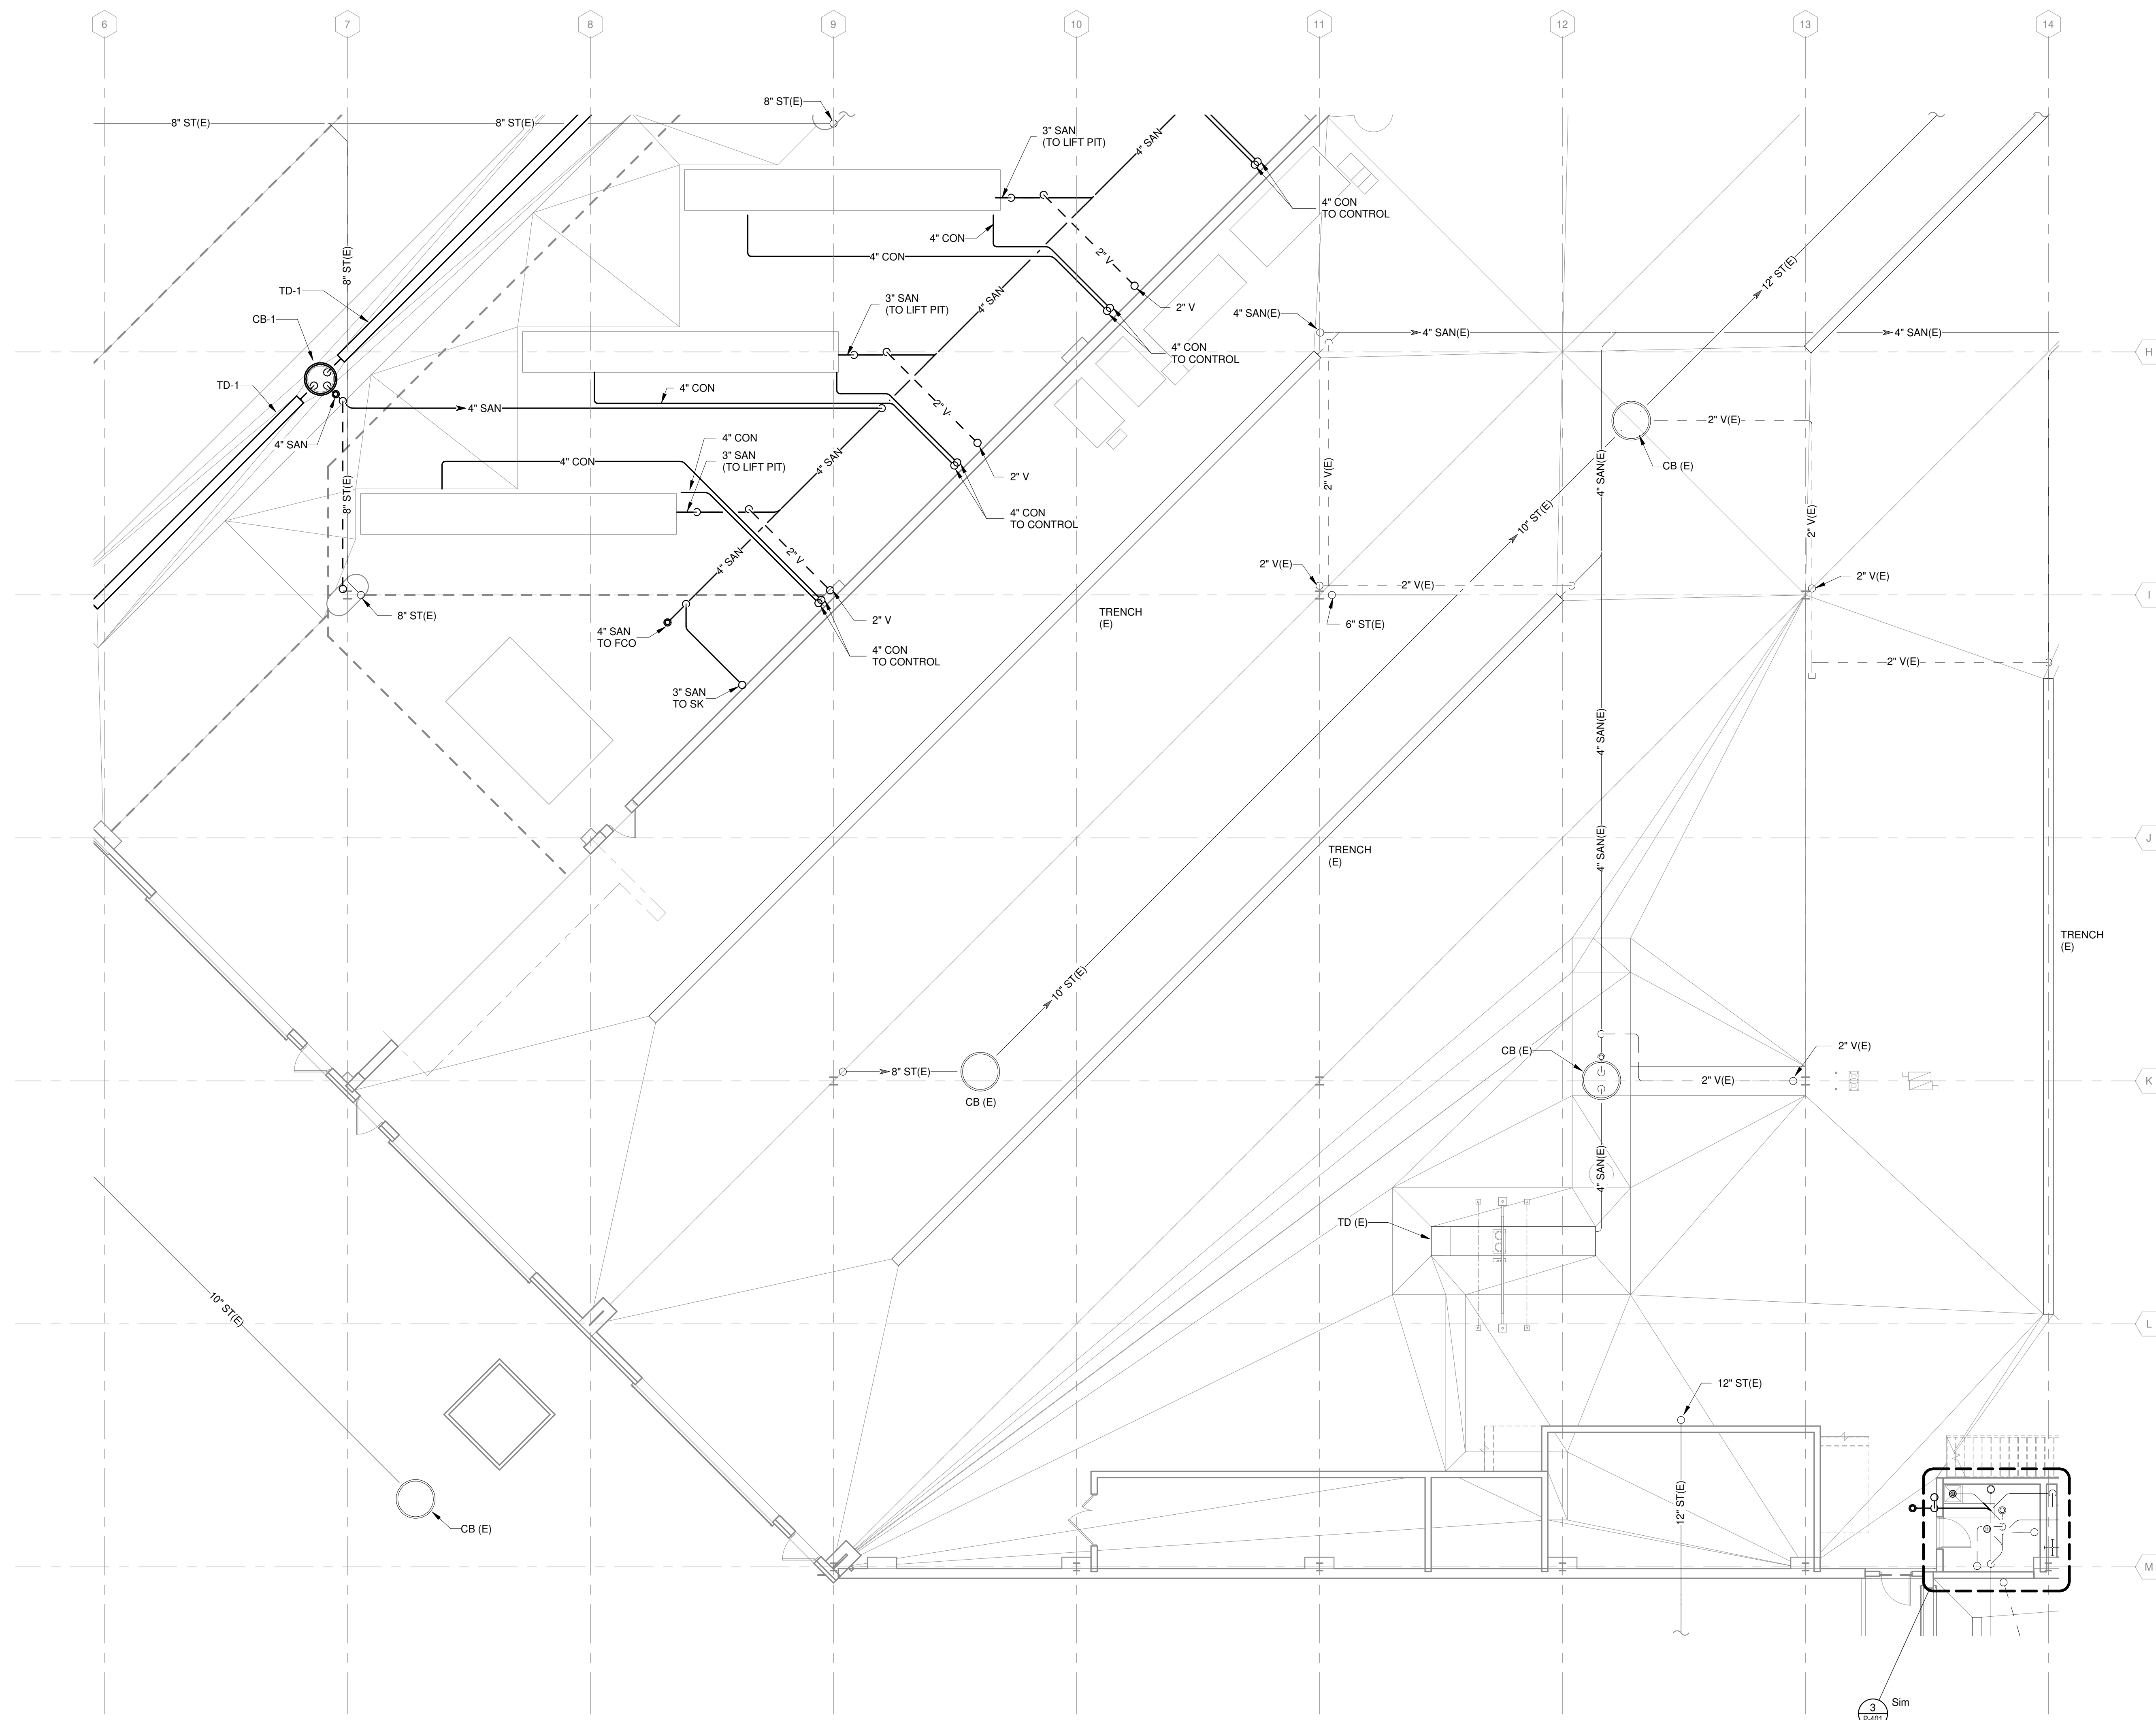 6
7
8
9
10
11
12
13
14
8" ST(E)
8" ST(E)
8" ST(E)
3" SAN
(TO LIFT PIT)
4" SAN
4" CON
TO CONTROL
4" CON
4" CON
8" ST(E)
2" V
12" ST(E)
TD-1
CB-1
3" SAN
(TO LIFT PIT)
4" SAN
2" V
4" SAN(E)
4" SAN(E)
4" SAN(E)
4" CON
TO CONTROL
H
TD-1
4" CON
4" SAN
2" V
2" V(E)
4" SAN
4" CON
3" SAN
(TO LIFT PIT)
4" CON
4" SAN
2" V
2" V(E)
4" SAN(E)
CB (E)
8" ST(E)
4" CON
TO CONTROL
10" ST(E)
2" V(E)
4" SAN
2" V
2" V(E)
2" V(E)
2" V(E)
I
8" ST(E)
TRENCH
(E)
6" ST(E)
2" V
4" SAN
TO FCO
4" CON
TO CONTROL
2" V(E)
3" SAN
TO SK
4" SAN(E)
J
4" SAN(E)
TRENCH
(E)
TRENCH
(E)
10" ST(E)
CB (E)
2" V(E)
8" ST(E)
2" V(E)
K
CB (E)
4" SAN(E)
TD (E)
10" ST(E)
L
12" ST(E)
12" ST(E)
CB (E)
M
3
P-401
Sim